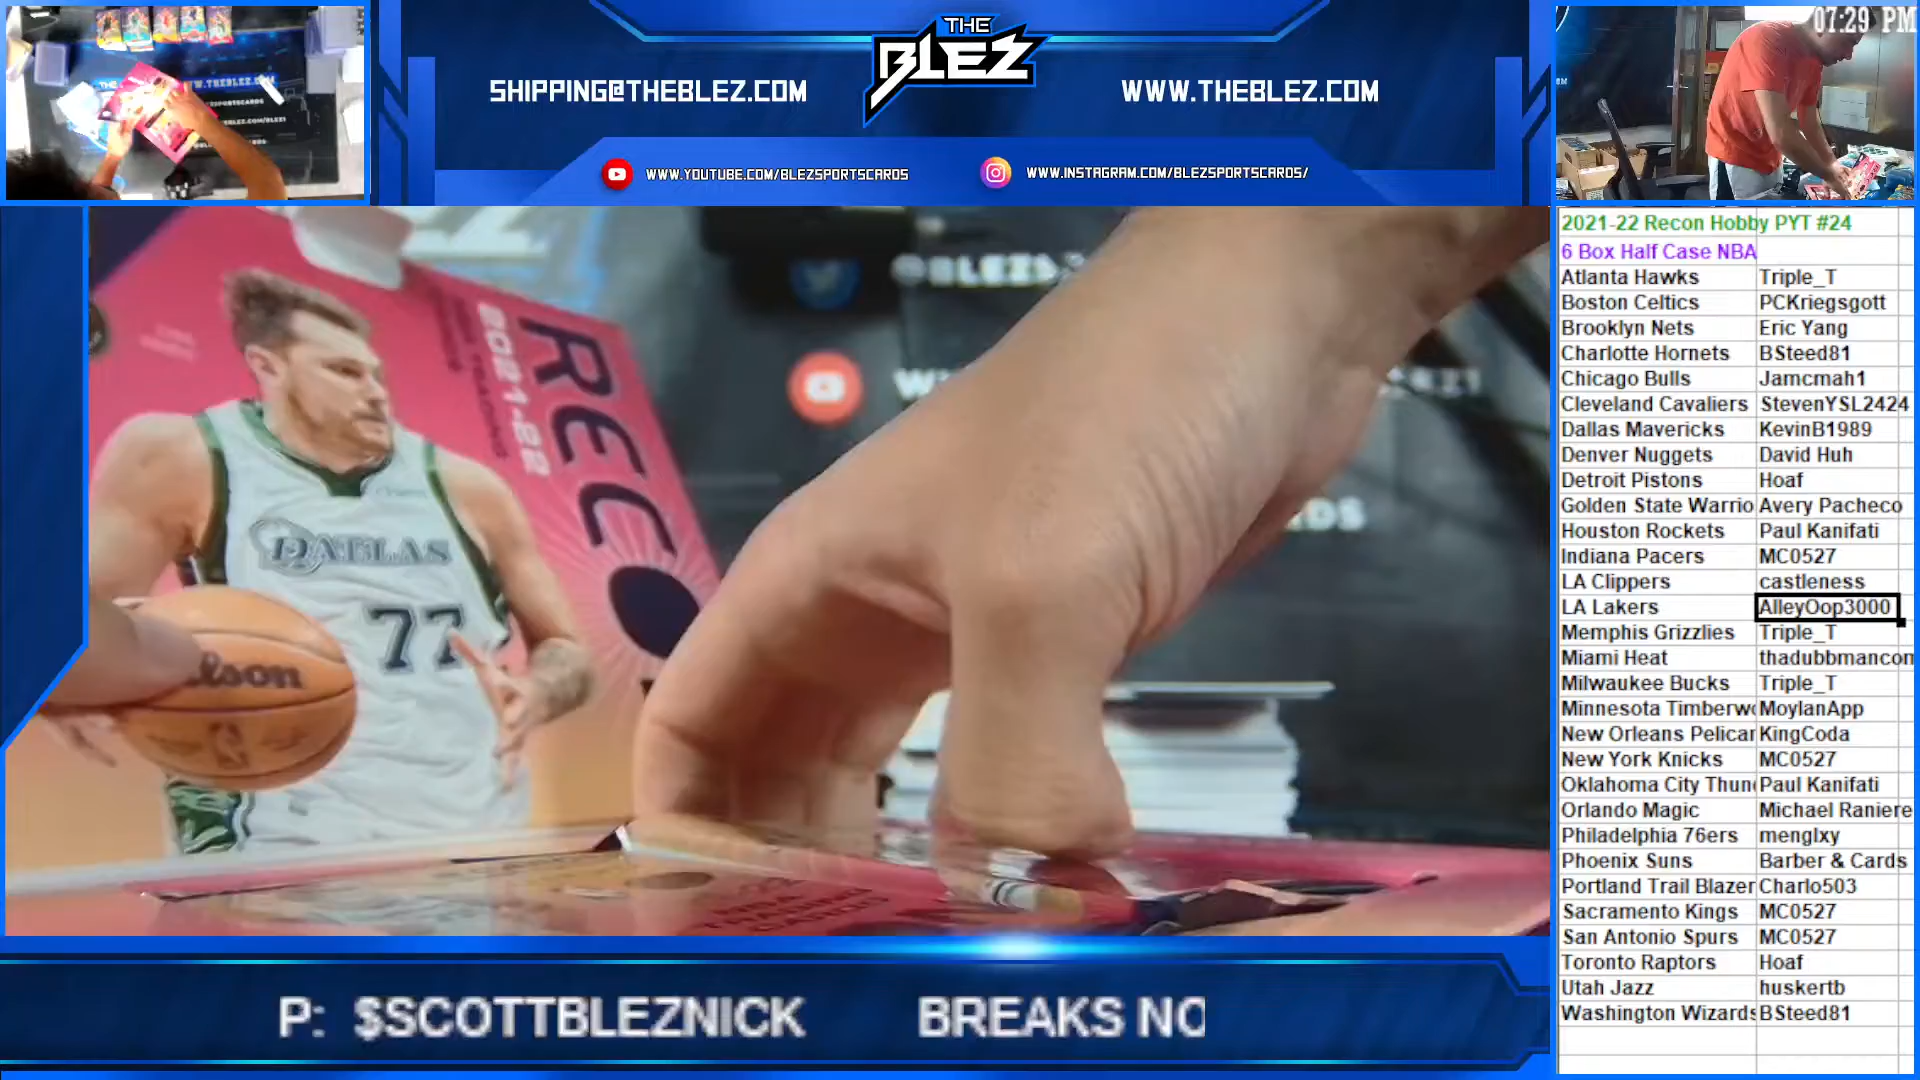 SHIPPING@THEBLEZ.COM
THE
BLEZ
WWW.THEBLEZ.COM
WWW.YOUTUBE.COM/BLEZSPORTSCARDS
WWW.INSTAGRAM.COM/BLEZSPORTSCARDS/
07:29 PM
2021-22 Recon Hobby PYT #24
6 Box Half Case NBA
Atlanta Hawks Triple_T
Boston Celtics PCKriegsgott
Brooklyn Nets Eric Yang
Charlotte Hornets BSteed81
Chicago Bulls Jamcmah1
Cleveland Cavaliers StevenYSL2424
Dallas Mavericks KevinB1989
Denver Nuggets David Huh
Detroit Pistons Hoaf
Golden State Warrio Avery Pacheco
Houston Rockets Paul Kanifati
Indiana Pacers MC0527
LA Clippers castleness
LA Lakers AlleyOop3000
Memphis Grizzlies Triple_T
Miami Heat thadubbmancom
Milwaukee Bucks Triple_T
Minnesota Timberwo MoylanApp
New Orleans Pelicar KingCoda
New York Knicks MC0527
Oklahoma City Thun Paul Kanifati
Orlando Magic Michael Raniere
Philadelphia 76ers menglxy
Phoenix Suns Barber & Cards
Portland Trail Blazer Charlo503
Sacramento Kings MC0527
San Antonio Spurs MC0527
Toronto Raptors Hoaf
Utah Jazz huskertb
Washington Wizards BSteed81
RECO
2021-22
DALLAS
77
P: $SCOTTBLEZNICK BREAKS NO